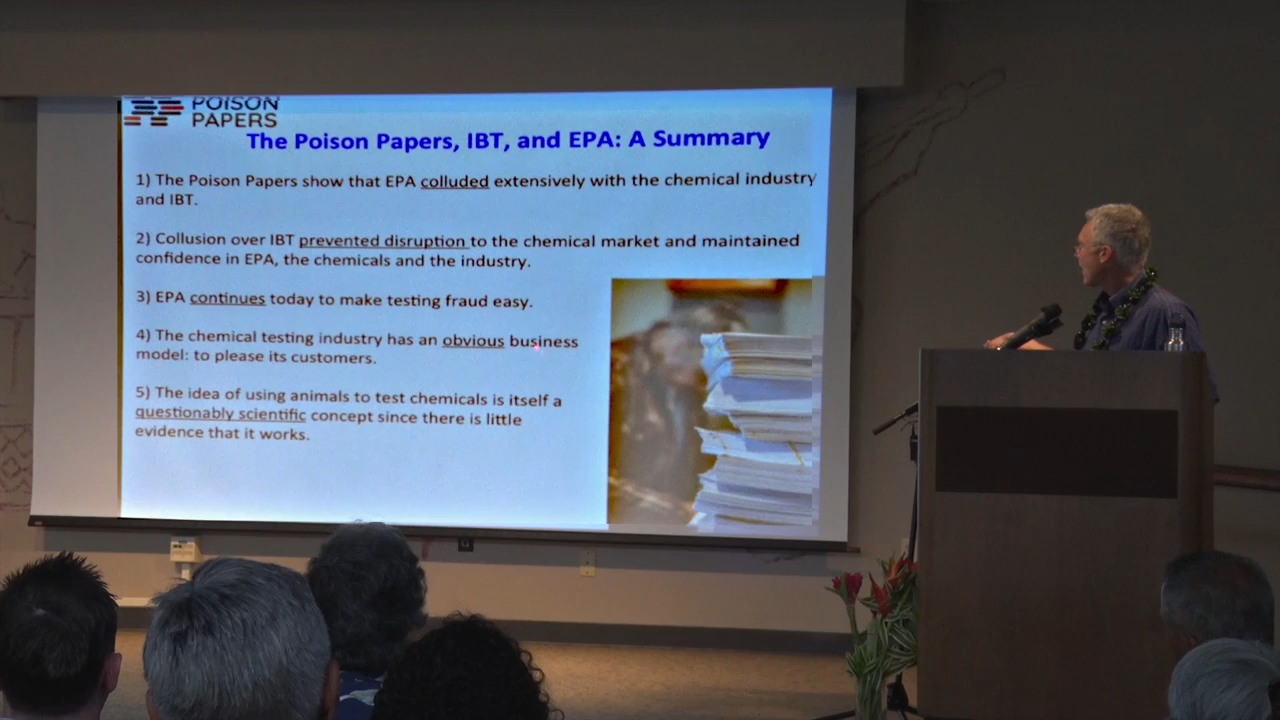 POISON
PAPERS
The Poison Papers, IBT, and EPA: A Summary
1) The Poison Papers show that EPA colluded extensively with the chemical industry
and IBT.
2) Collusion over IBT prevented disruption to the chemical market and maintained
confidence in EPA, the chemicals and the industry.
3) EPA continues today to make testing fraud easy.
4) The chemical testing industry has an obvious business
model: to please its customers.
5) The idea of using animals to test chemicals is itself a
questionably scientific concept since there is little
evidence that it works.